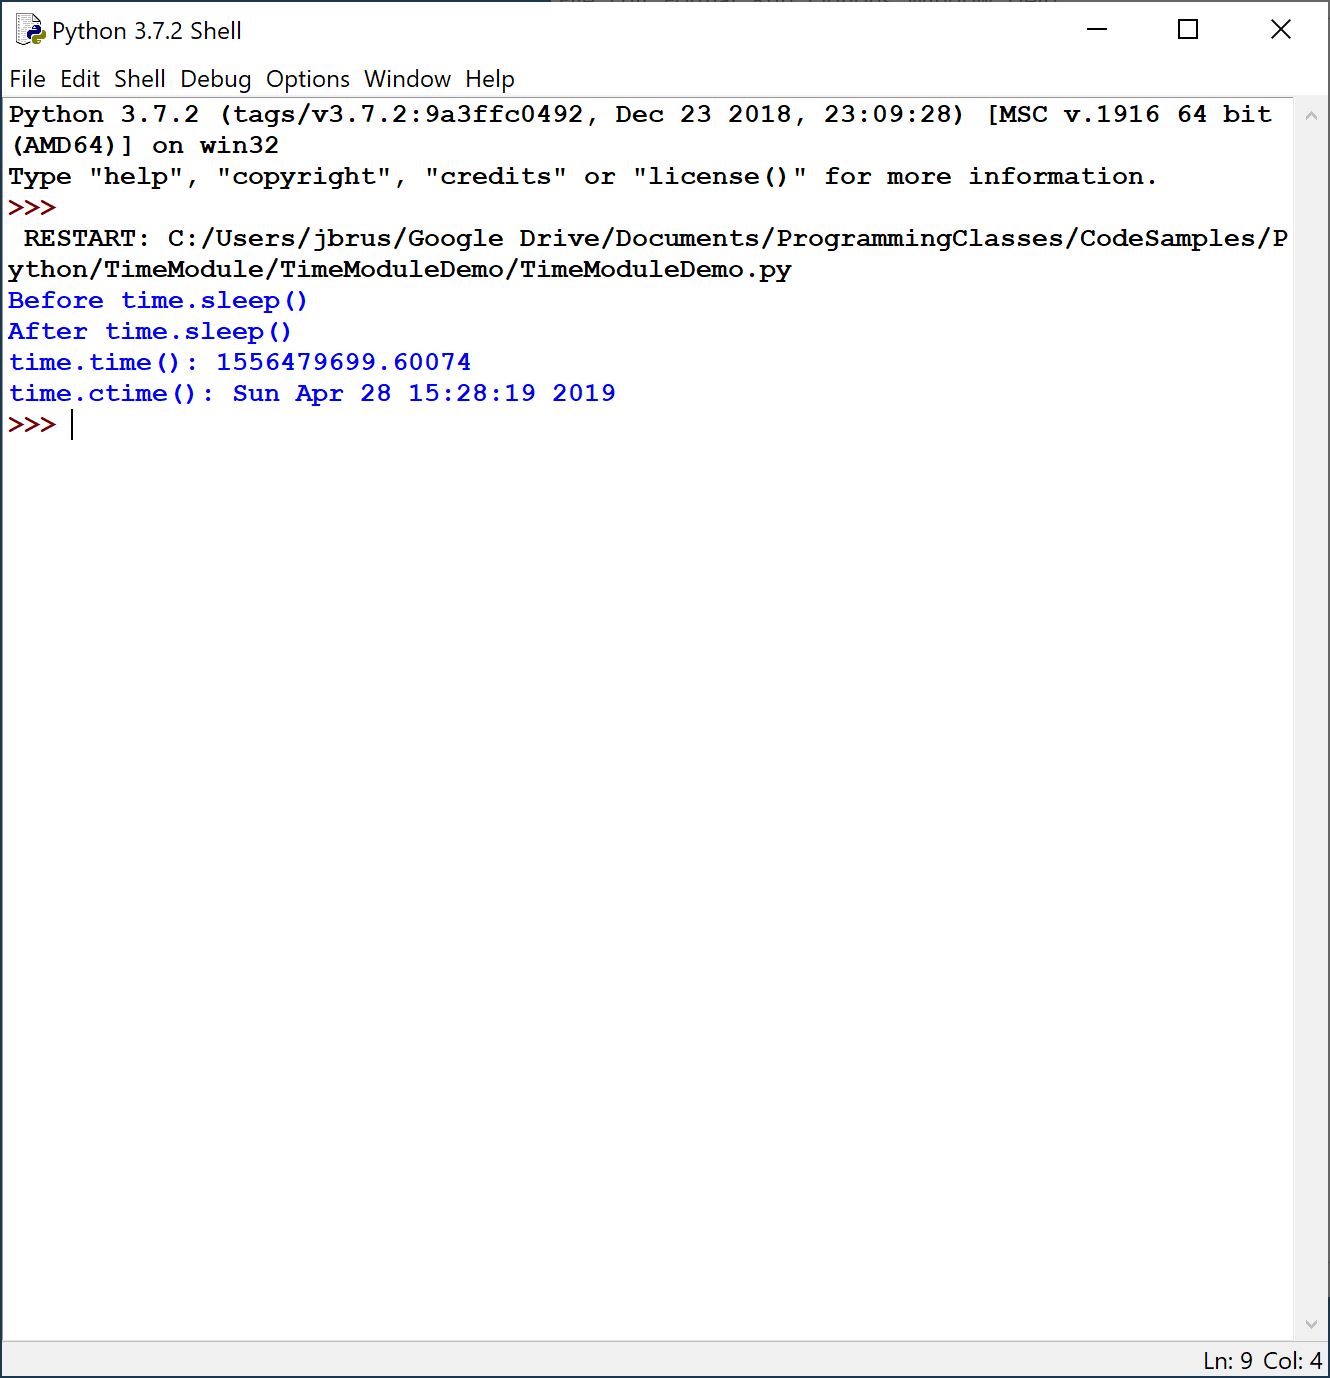 Python 3.7.2 Shell
File Edit Shell Debug Options Window Help
Python 3.7.2 (tags/v3.7.2:9a3ffc0492, Dec 23 2018, 23:09:28) [MSC v.1916 64 bit
(AMD64)] on win32
Type "help", "copyright", "credits" or "license()" for more information.
>>>
 RESTART: C:/Users/jbrus/Google Drive/Documents/ProgrammingClasses/CodeSamples/P
ython/TimeModule/TimeModuleDemo/TimeModuleDemo.py
Before time.sleep()
After time.sleep()
time.time(): 1556479699.60074
time.ctime(): Sun Apr 28 15:28:19 2019
>>>
Ln: 9 Col: 4